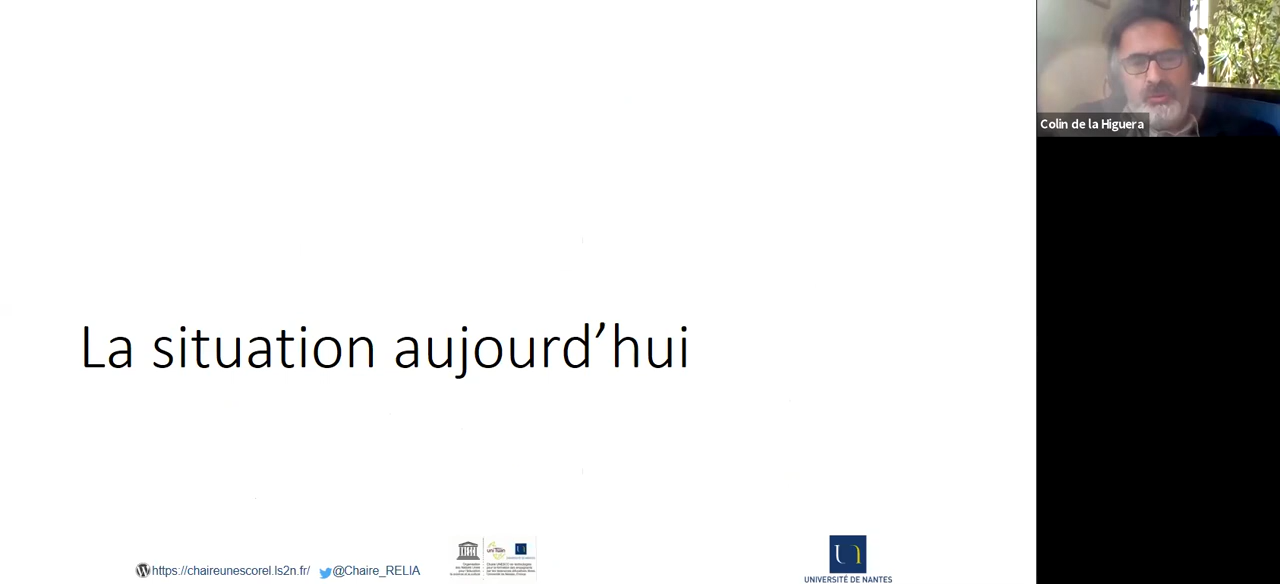 Colin de la Higuera
La situation aujourd’hui
https://chaireunescorel.ls2n.fr/
@Chaire_RELIA
UNIVERSITÉ DE NANTES